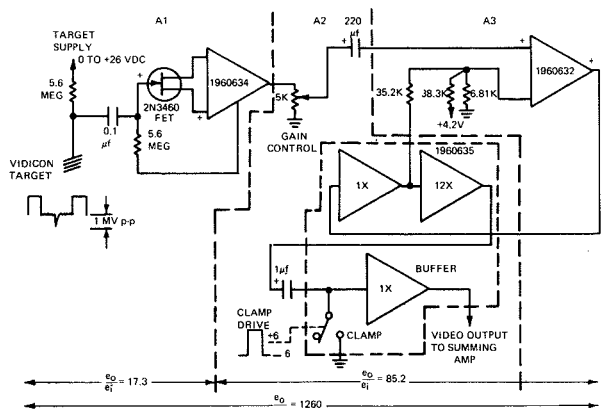 A1
A2
A3
TARGET
SUPPLY
0 TO +26 VDC
5.6
MEG
2N3460
FET
1960634
5K
GAIN
CONTROL
220
μf
+
+
35.2K
38.3K
6.81K
+4.2V
1960632
+
0.1
μf
+
5.6
MEG
+
VIDICON
TARGET
1 MV p-p
1960635
1X
12X
1μf
+
BUFFER
1X
CLAMP
DRIVE
+6
6
CLAMP
VIDEO OUTPUT
TO SUMMING
AMP
eo/ei = 17.3
eo/ei = 85.2
eo/ei = 1260